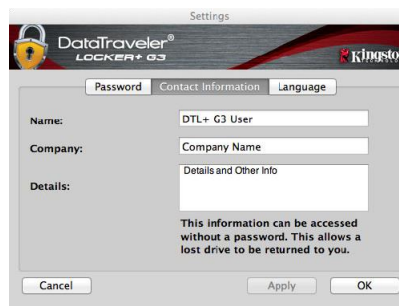 Settings
DataTraveler®
LOCKER+ G3
Kingston
Password Contact Information Language
Name: DTL+ G3 User
Company: Company Name
Details and Other Info
Details:
This information can be accessed
without a password. This allows a
lost drive to be returned to you.
Cancel Apply OK